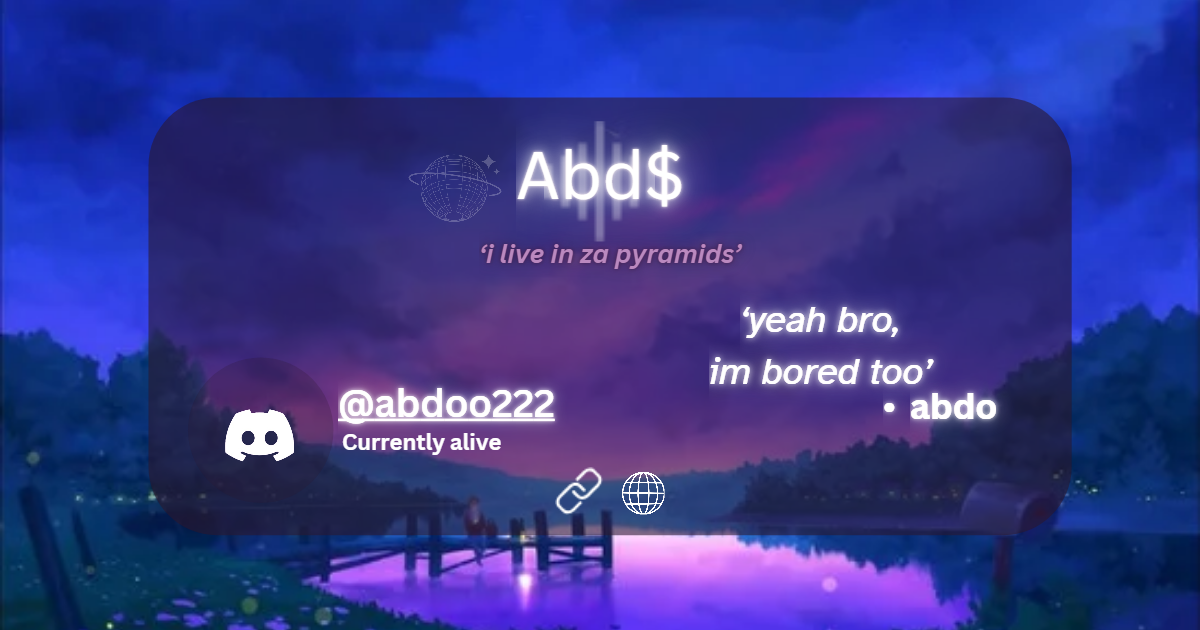 Abd$
‘i live in za pyramids’
‘yeah bro,
im bored too’
• abdo
@abdoo222
Currently alive